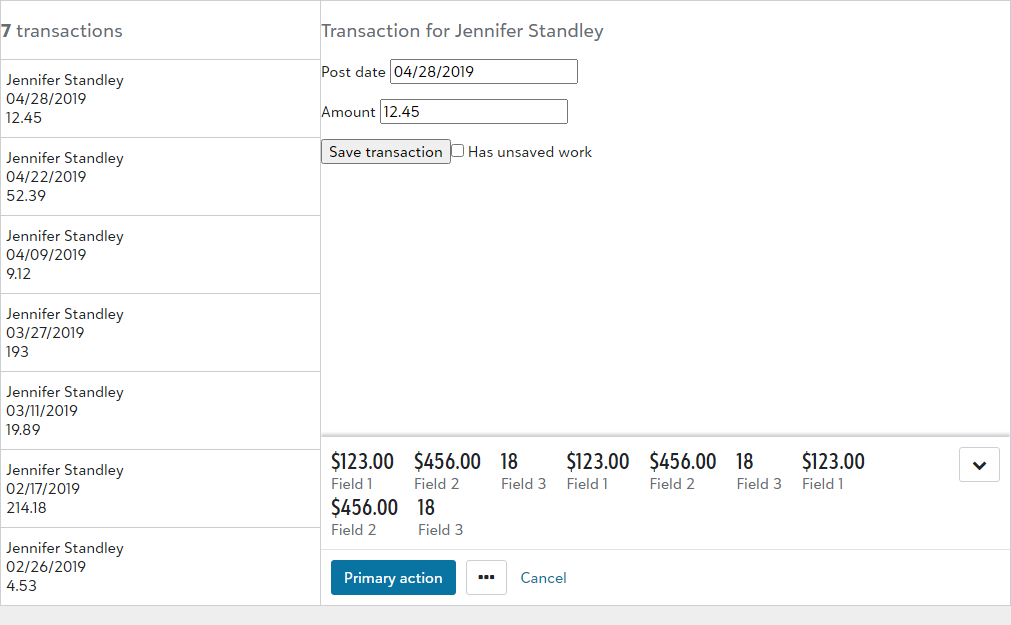 7 transactions
Jennifer Standley
04/28/2019
12.45
Jennifer Standley
04/22/2019
52.39
Jennifer Standley
04/09/2019
9.12
Jennifer Standley
03/27/2019
193
Jennifer Standley
03/11/2019
19.89
Jennifer Standley
02/17/2019
214.18
Jennifer Standley
02/26/2019
4.53
Transaction for Jennifer Standley
Post date 04/28/2019
Amount 12.45
Save transaction Has unsaved work
$123.00 $456.00 18 $123.00 $456.00 18 $123.00
Field 1 Field 2 Field 3 Field 1 Field 2 Field 3 Field 1
$456.00 18
Field 2 Field 3
Primary action ••• Cancel